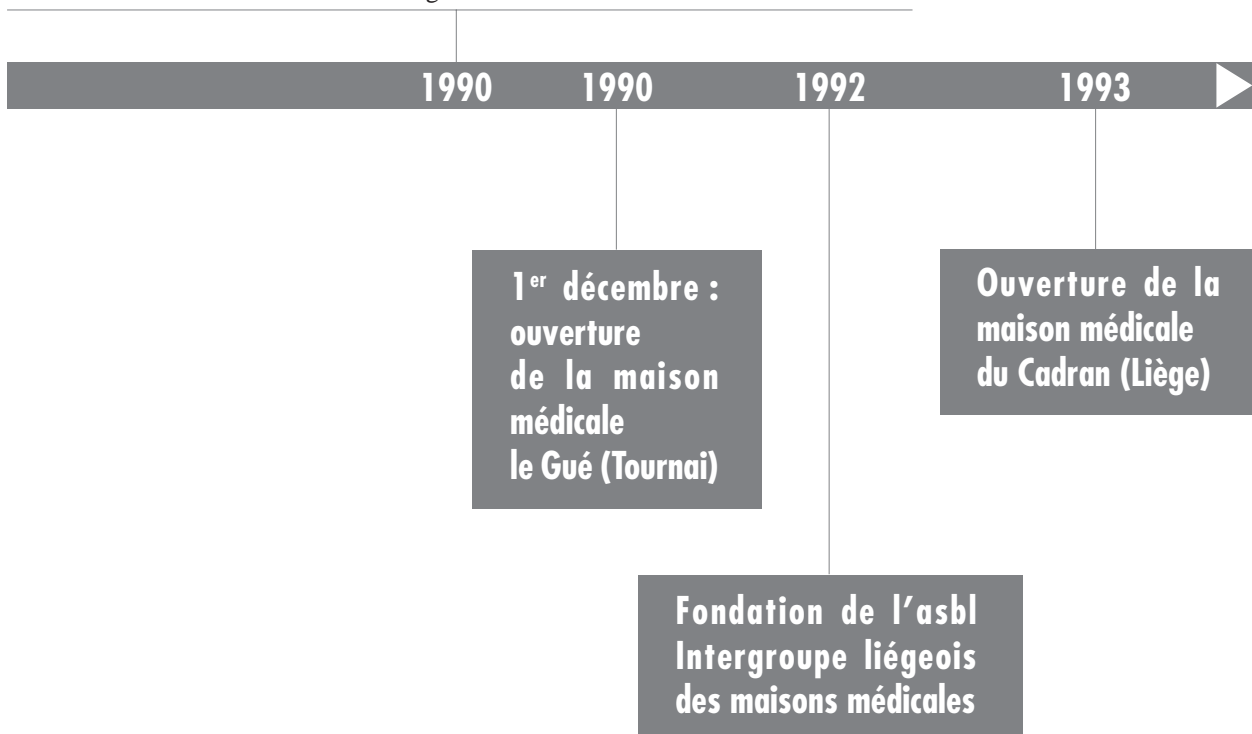 1990 1990 1992 1993
1er décembre :
ouverture
de la maison
médicale
le Gué (Tournai)
Ouverture de la
maison médicale
du Cadran (Liège)
Fondation de l’asbl
Intergroupe liégeois
des maisons médicales